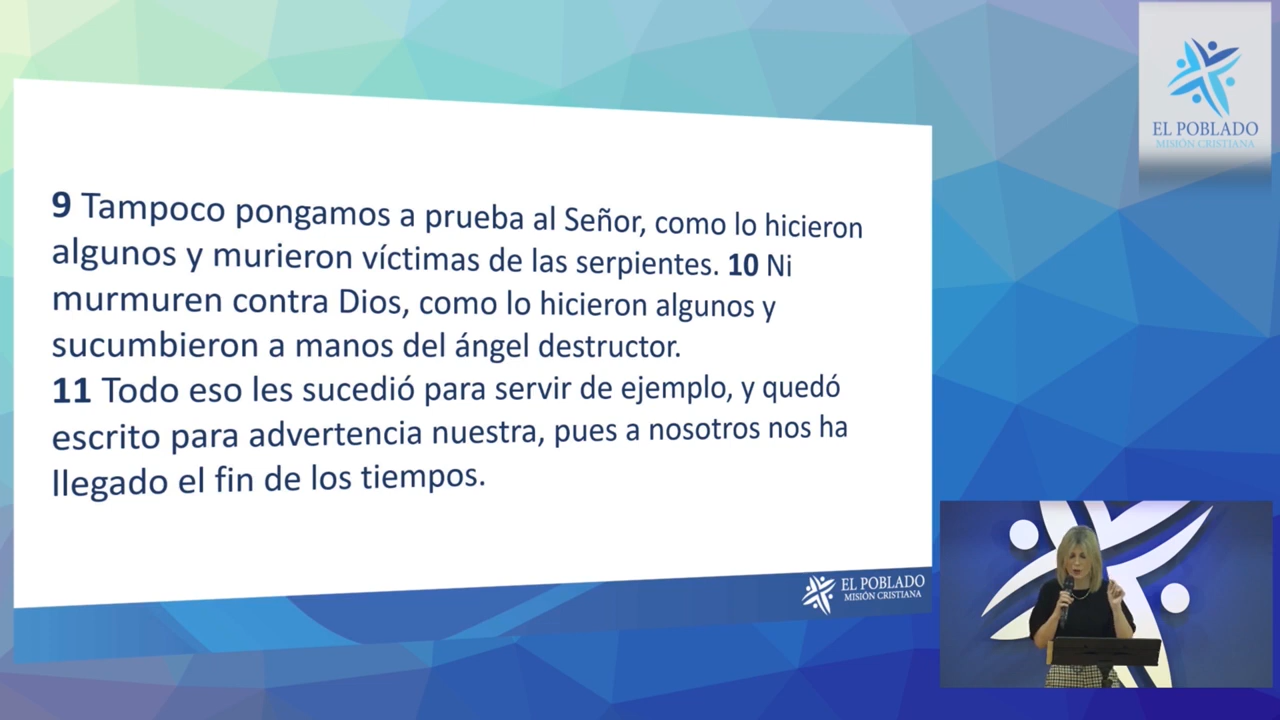 EL POBLADO
MISIÓN CRISTIANA
9 Tampoco pongamos a prueba al Señor, como lo hicieron
algunos y murieron víctimas de las serpientes. 10 Ni
murmuren contra Dios, como lo hicieron algunos y
sucumbieron a manos del ángel destructor.
11 Todo eso les sucedió para servir de ejemplo, y quedó
escrito para advertencia nuestra, pues a nosotros nos ha
llegado el fin de los tiempos.
EL POBLADO
MISIÓN CRISTIANA